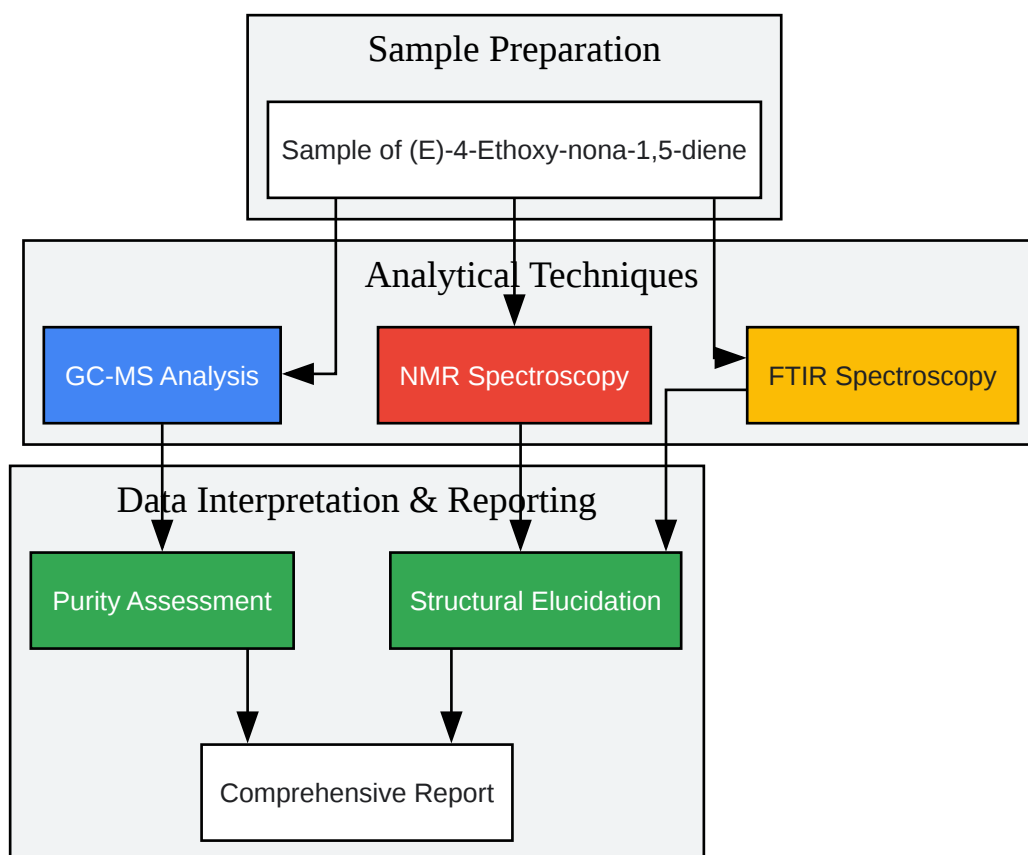 Sample Preparation
Sample of (E)-4-Ethoxy-nona-1,5-diene
Analytical Techniques
GC-MS Analysis
NMR Spectroscopy
FTIR Spectroscopy
Data Interpretation & Reporting
Purity Assessment
Structural Elucidation
Comprehensive Report